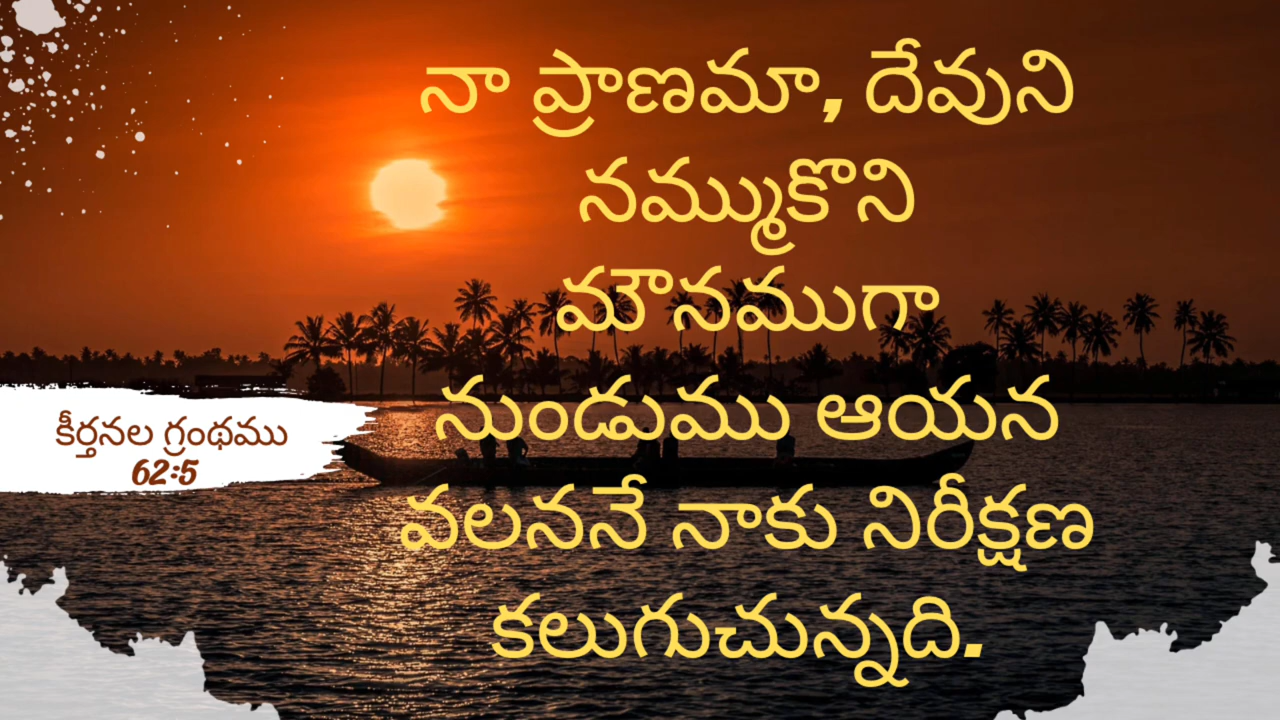 నా ప్రాణమా, దేవుని
నమ్ముకొని
మౌనముగా
నుండుము ఆయన
వలననే నాకు నిరీక్షణ
కలుగుచున్నది.
కీర్తనల గ్రంథము
62:5